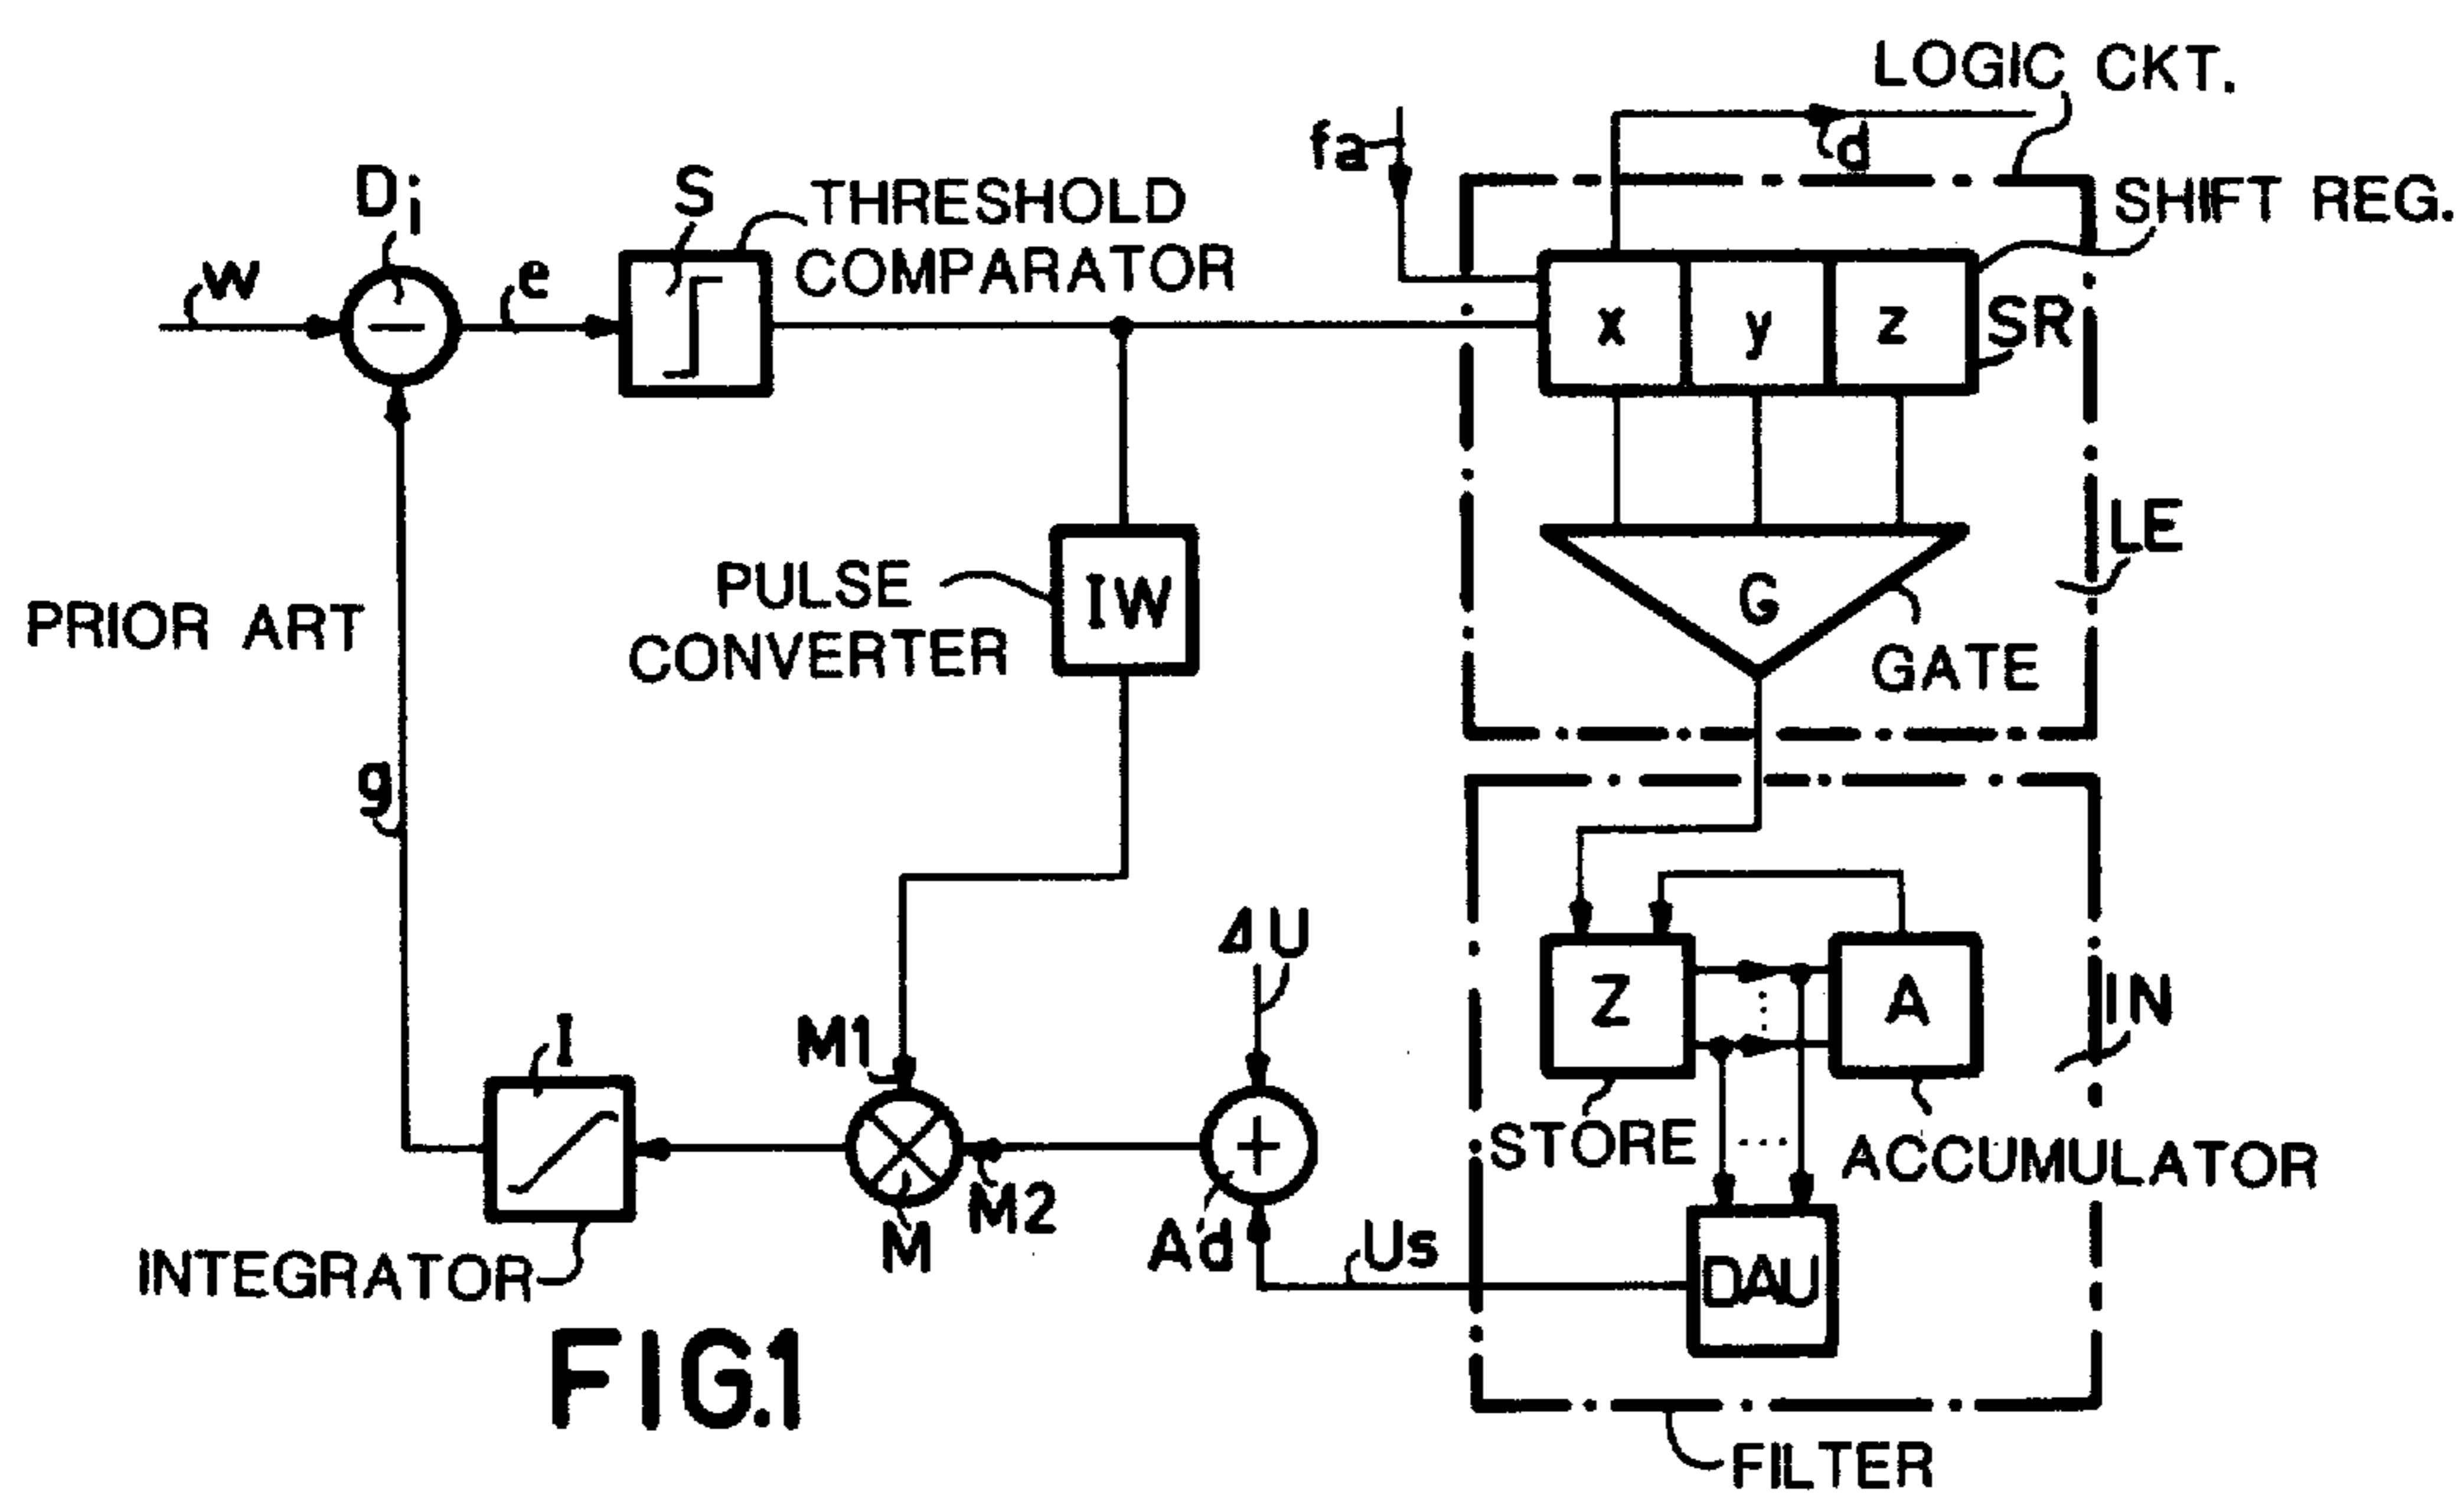 LOGIC CKT.
fa
d
Di
S
THRESHOLD
COMPARATOR
SHIFT REG.
w
e
x
y
z
SR
PULSE
CONVERTER
IW
G
GATE
LE
PRIOR ART
g
ΔU
Z
A
IN
M1
I
STORE
ACCUMULATOR
M
M2
Ad
Us
DAU
INTEGRATOR
FIG.1
FILTER